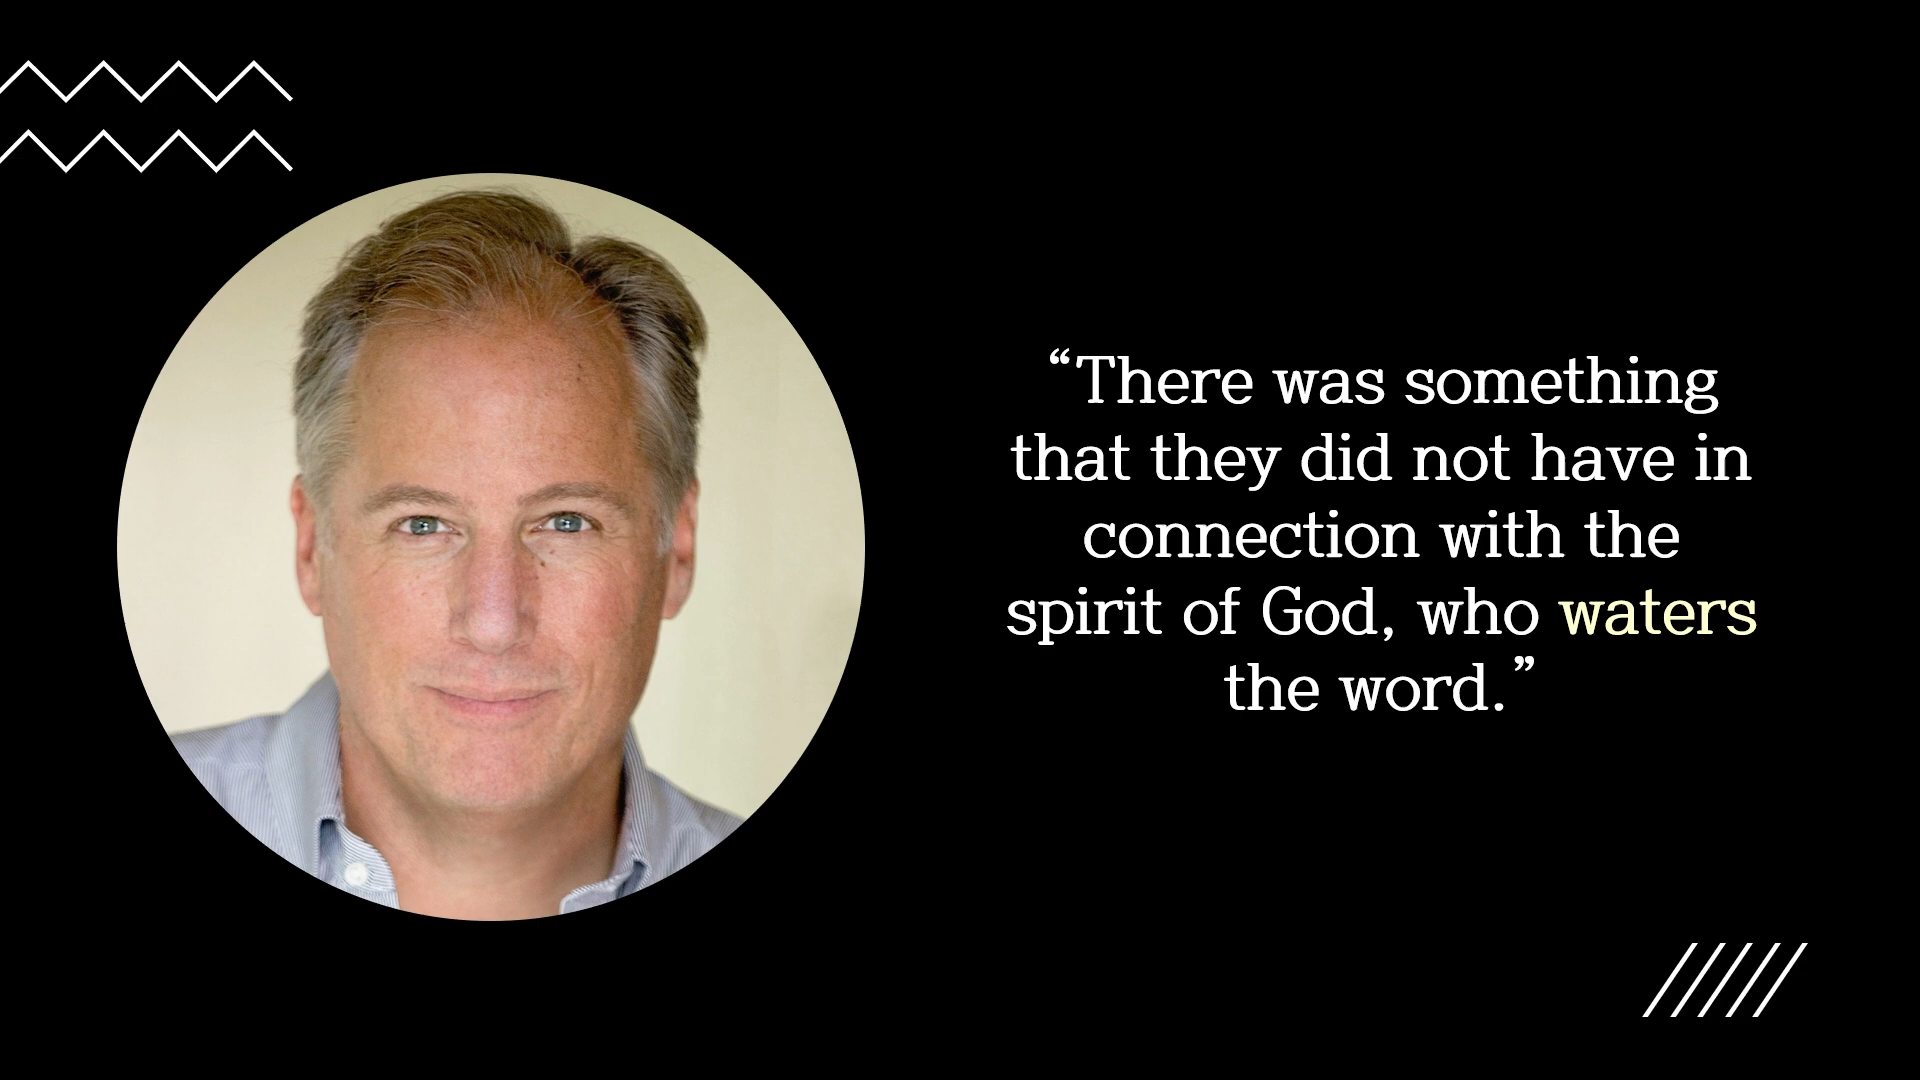 “There was something
that they did not have in
connection with the
spirit of God, who waters
the word.”